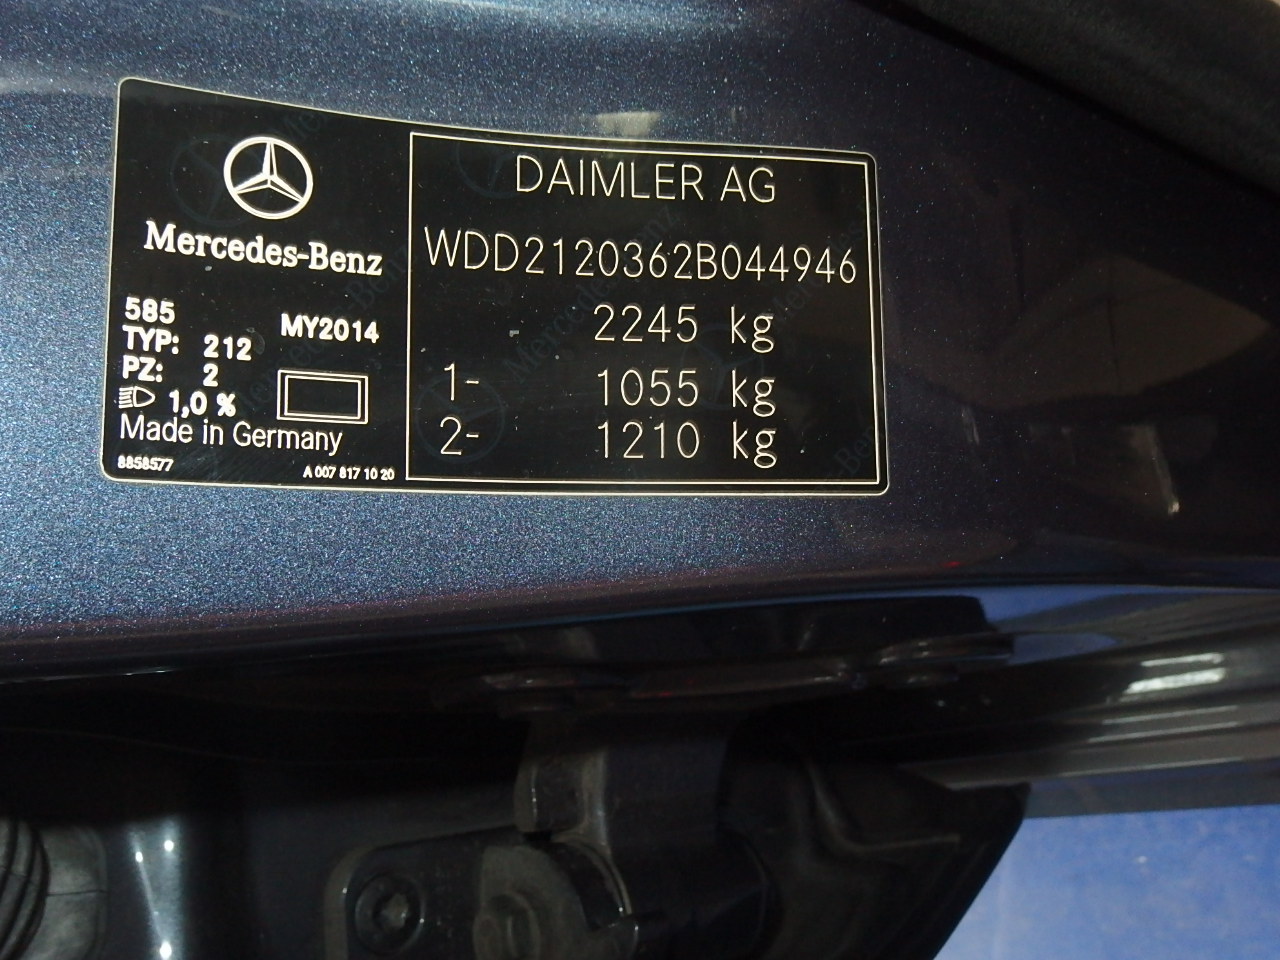 Mercedes-Benz
585 MY2014
TYP: 212
PZ: 2
1,0 %
Made in Germany
8858577 A 007 817 10 20
DAIMLER AG
WDD2120362B044946
2245 kg
1- 1055 kg
2- 1210 kg